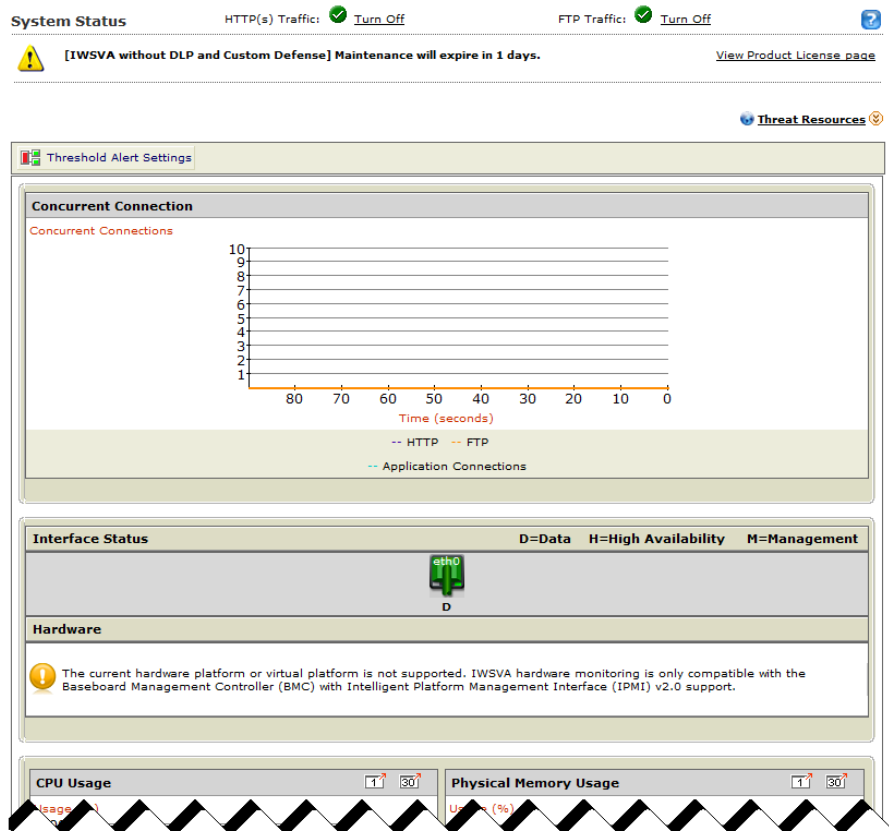 System Status
HTTP(s) Traffic: Turn Off
FTP Traffic: Turn Off
?
[IWSVA without DLP and Custom Defense] Maintenance will expire in 1 days.
View Product License page
Threat Resources
Threshold Alert Settings
Concurrent Connection
Concurrent Connections
10
9
8
7
6
5
4
3
2
1
80 70 60 50 40 30 20 10 0
Time (seconds)
-- HTTP -- FTP
-- Application Connections
Interface Status
D=Data H=High Availability M=Management
eth0
D
Hardware
The current hardware platform or virtual platform is not supported. IWSVA hardware monitoring is only compatible with the
Baseboard Management Controller (BMC) with Intelligent Platform Management Interface (IPMI) v2.0 support.
CPU Usage 1 30
Physical Memory Usage 1 30